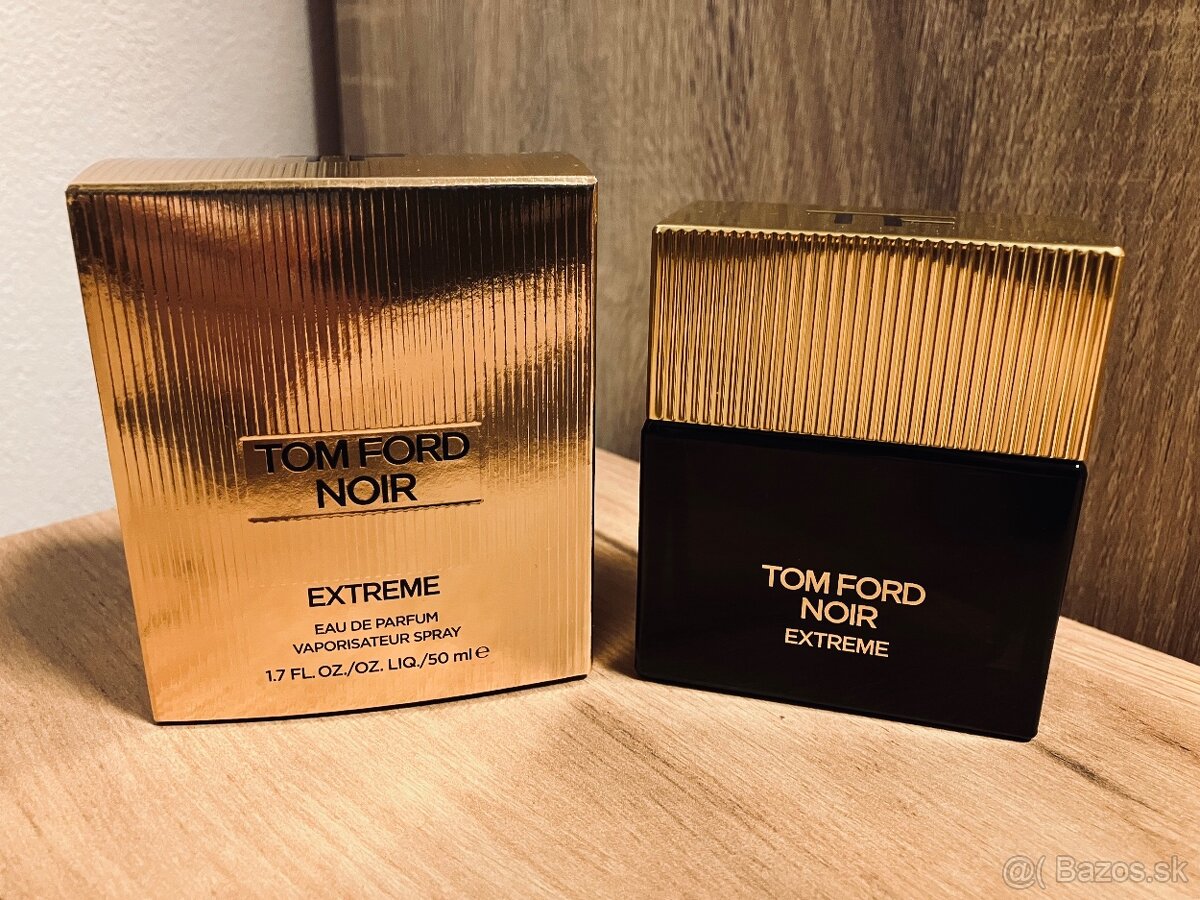 TOM FORD
NOIR
EXTREME
EAU DE PARFUM
VAPORISATEUR SPRAY
1.7 FL. OZ./OZ. LIQ./50 ml ℮
TOM FORD
NOIR
EXTREME
@( Bazos.sk